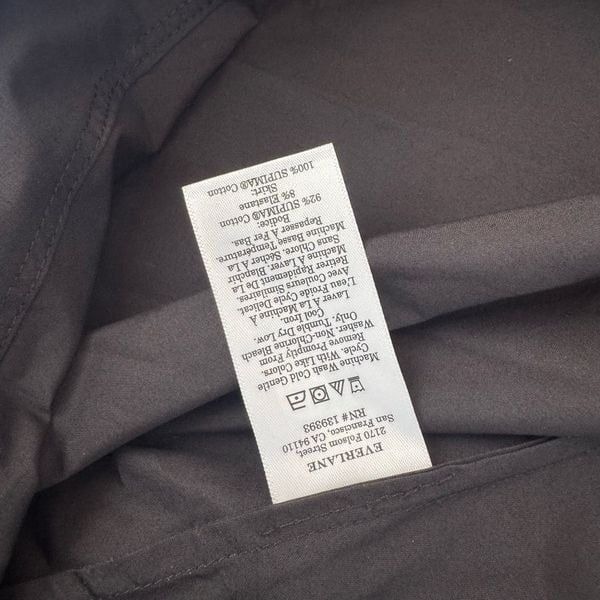 EVERLANE
2170 Folsom Street,
San Francisco, CA 94110
RN# 139393
Machine Wash Cold Gentle
Cycle. With Like Colors.
Remove Promptly From
Washer. Non-Chlorine Bleach
Only. Tumble Dry Low.
Cool Iron.
Laver À La Machine À
L'eau Froide Cycle Delicat.
Avec Couleurs Similaires.
Retirer Rapidement De La
Machine À Laver. Blanchir
Sans Chlore. Sécher À La
Machine Basse Température.
Repasser À Fer Bas.
Bodice:
92% SUPIMA® Cotton
8% Elastane
Skirt:
100% SUPIMA® Cotton